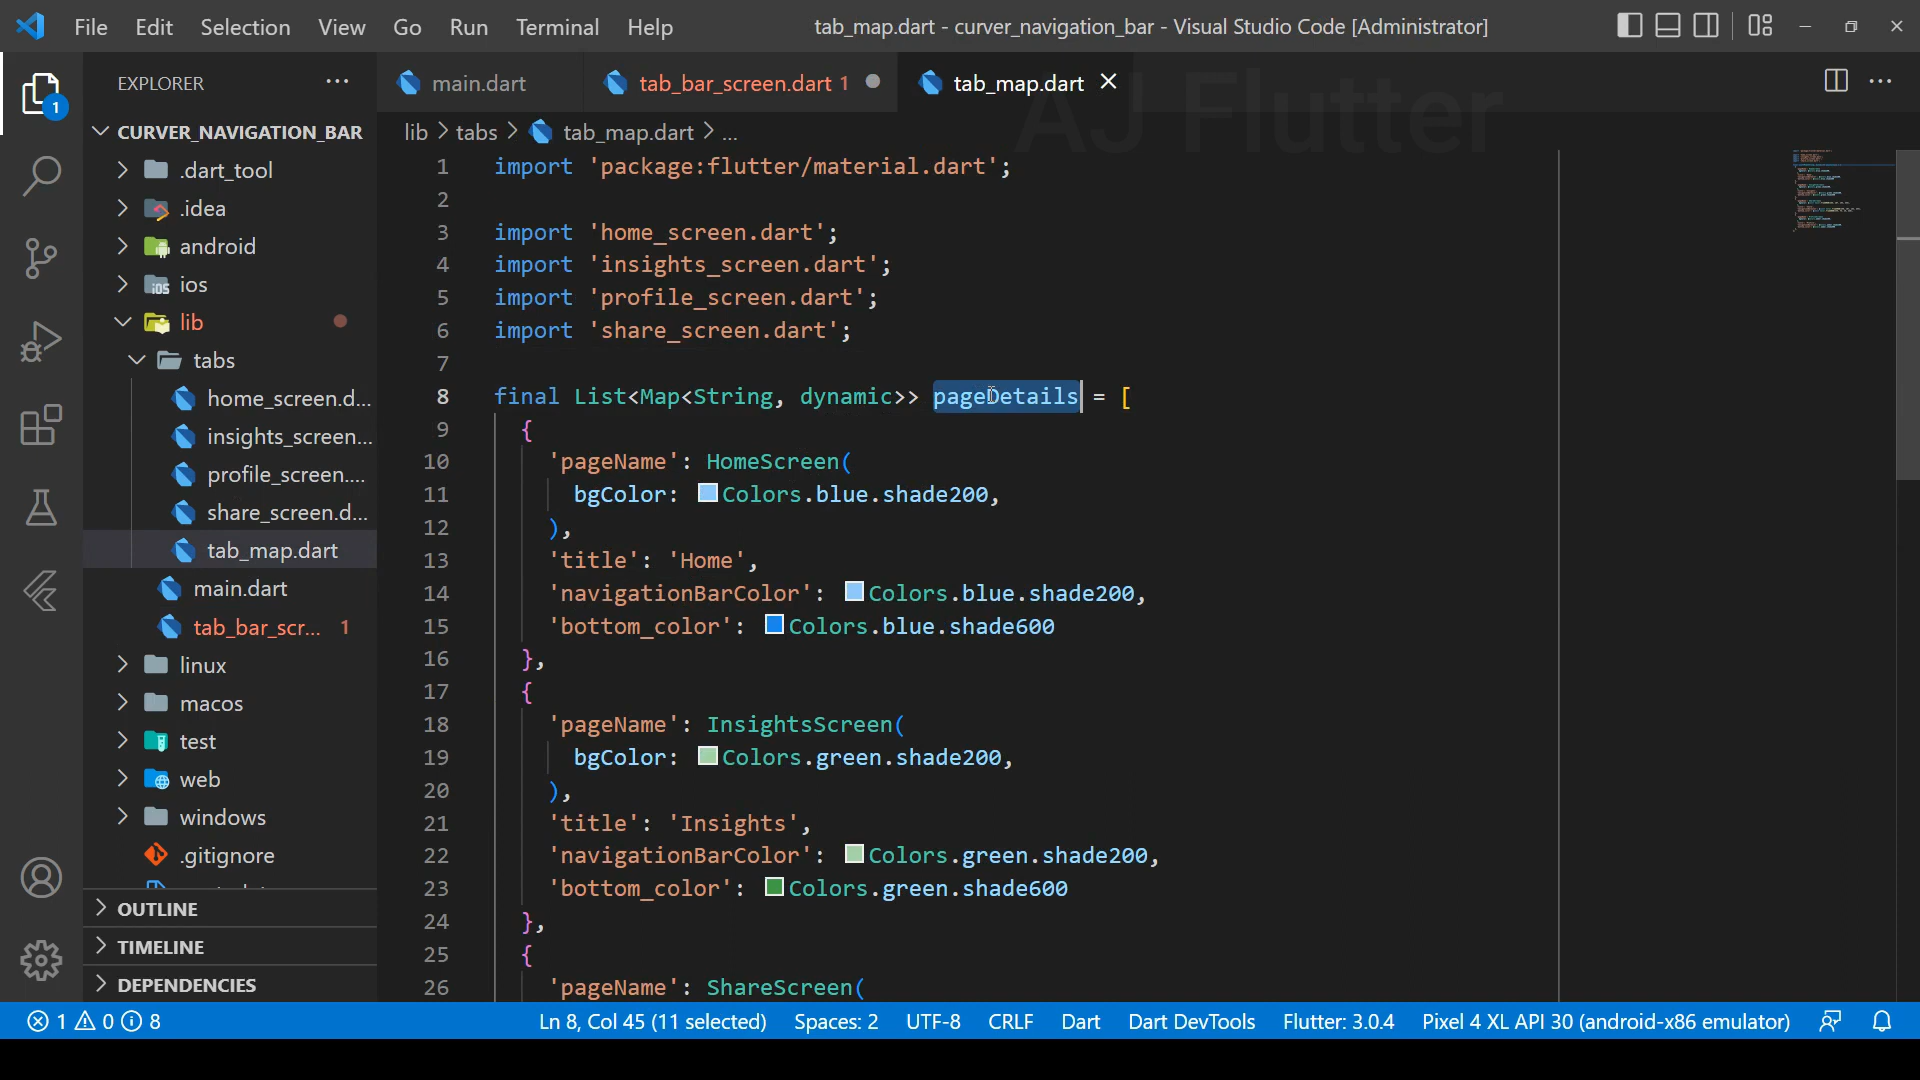 File Edit Selection View Go Run Terminal Help
tab_map.dart - curver_navigation_bar - Visual Studio Code [Administrator]
EXPLORER
main.dart
tab_bar_screen.dart 1
tab_map.dart
AJ Flutter
1
CURVER_NAVIGATION_BAR
.dart_tool
.idea
android
ios
lib
tabs
home_screen.d...
insights_screen...
profile_screen....
share_screen.d...
tab_map.dart
main.dart
tab_bar_scr... 1
linux
macos
test
web
windows
.gitignore
OUTLINE
TIMELINE
DEPENDENCIES
lib > tabs > tab_map.dart > ...
1 import 'package:flutter/material.dart';
2
3 import 'home_screen.dart';
4 import 'insights_screen.dart';
5 import 'profile_screen.dart';
6 import 'share_screen.dart';
7
8 final List<Map<String, dynamic>> pageDetails = [
9 {
10 'pageName': HomeScreen(
11 bgColor: Colors.blue.shade200,
12 ),
13 'title': 'Home',
14 'navigationBarColor': Colors.blue.shade200,
15 'bottom_color': Colors.blue.shade600
16 },
17 {
18 'pageName': InsightsScreen(
19 bgColor: Colors.green.shade200,
20 ),
21 'title': 'Insights',
22 'navigationBarColor': Colors.green.shade200,
23 'bottom_color': Colors.green.shade600
24 },
25 {
26 'pageName': ShareScreen(
1 0 8
Ln 8, Col 45 (11 selected) Spaces: 2 UTF-8 CRLF Dart Dart DevTools Flutter: 3.0.4 Pixel 4 XL API 30 (android-x86 emulator)